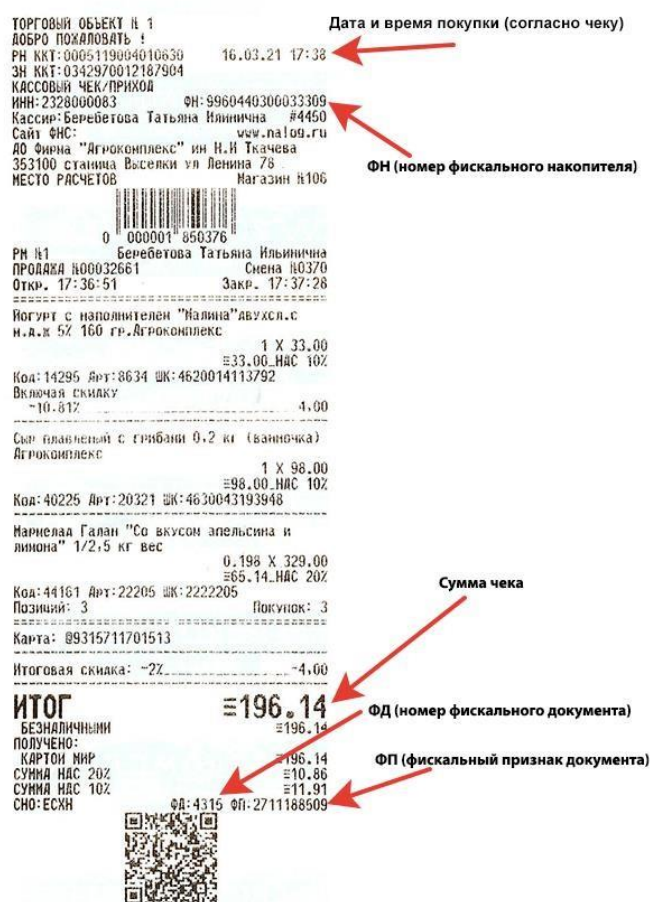 ТОРГОВЫЙ ОБЪЕКТ № 1
Дата и время покупки (согласно чеку)
ДОБРО ПОЖАЛОВАТЬ !
РН ККТ:0005119004010630 16.03.21 17:38
ЗН ККТ:0342970012187904
КАССОВЫЙ ЧЕК/ПРИХОД
ИНН:2328000083 ФН:9960440300033309
Кассир:Беребетова Татьяна Илинична #4450
Сайт ФНС: www.nalog.ru
АО Фирма "Агрокомплекс" им Н.И Ткачева
353100 станица Выселки ул Ленина 78
ФН (номер фискального накопителя)
МЕСТО РАСЧЕТОВ Магазин №106
0 000001 850376
РМ №1 Беребетова Татьяна Ильинична
ПРОДАЖА №00032661 Смена №0370
Откр. 17:36:51 Закр. 17:37:28
Йогурт с наполнителем "Малина"двухсл.с
м.д.ж 5% 160 гр.Агрокомплекс
1 X 33.00
≡33.00_НДС 10%
Код:14295 Арт:8634 ШК:4620014113792
Включая скидку
~10.81% 4,00
Сыр плавленый с грибами 0,2 кг (ванночка)
Агрокомплекс
1 X 98.00
≡98.00_НДС 10%
Код:40225 Арт:20321 ШК:4630043193948
Мармелад Галан "Со вкусом апельсина и
лимона" 1/2,5 кг вес
0.198 X 329.00
≡65.14_НДС 20%
Код:44161 Арт:22205 ШК:2222205
Сумма чека
Позиций: 3 Покупок: 3
Карта: @9315711701513
Итоговая скидка: ~2% ~4,00
ИТОГ ≡196.14
ФД (номер фискального документа)
БЕЗНАЛИЧНЫМИ ≡196.14
ПОЛУЧЕНО:
КАРТОЙ МИР ≡196.14
ФП (фискальный признак документа)
СУММА НДС 20% ≡10.86
СУММА НДС 10% ≡11.91
СНО:ЕСХН ФД:4315 ФП:2711188509